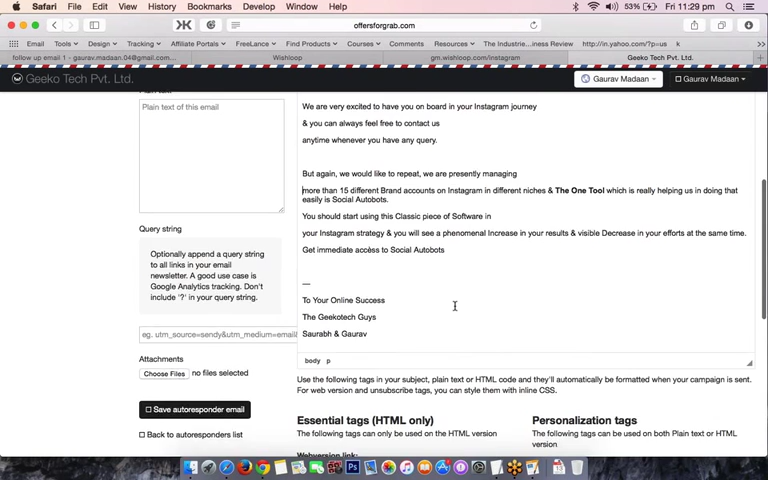 Safari File Edit View History Bookmarks Develop Window Help 53% Fri 11:29 pm
offersforgrab.com
Email Tools Design Tracking Affiliate Portals FreeLance Find Products Courses Comments Resources The Industrie...iness Review http://in.yahoo.com/?p=us k
follow up email 1 - gaurav.madaan.04@gmail.com... Wishloop gm.wishloop.com/instagram Geeko Tech Pvt. Ltd.
Geeko Tech Pvt. Ltd. Gaurav Madaan Gaurav Madaan
Plain text of this email
We are very excited to have you on board in your Instagram journey
& you can always feel free to contact us
anytime whenever you have any query.
But again, we would like to repeat, we are presently managing
more than 15 different Brand accounts on Instagram in different niches & The One Tool which is really helping us in doing that
easily is Social Autobots.
You should start using this Classic piece of Software in
your Instagram strategy & you will see a phenomenal Increase in your results & visible Decrease in your efforts at the same time.
Get immediate accèss to Social Autobots
—
To Your Online Success
The Geekotech Guys
Saurabh & Gaurav
body p
Query string
Optionally append a query string
to all links in your email
newsletter. A good use case is
Google Analytics tracking. Don't
include '?' in your query string.
eg. utm_source=sendy&utm_medium=email&
Attachments
Choose Files no files selected
Save autoresponder email
Back to autoresponders list
Use the following tags in your subject, plain text or HTML code and they'll automatically be formatted when your campaign is sent.
For web version and unsubscribe tags, you can style them with inline CSS.
Essential tags (HTML only)
The following tags can only be used on the HTML
version
Webversion link:
Personalization tags
The following tags can be used on both Plain text or HTML
version